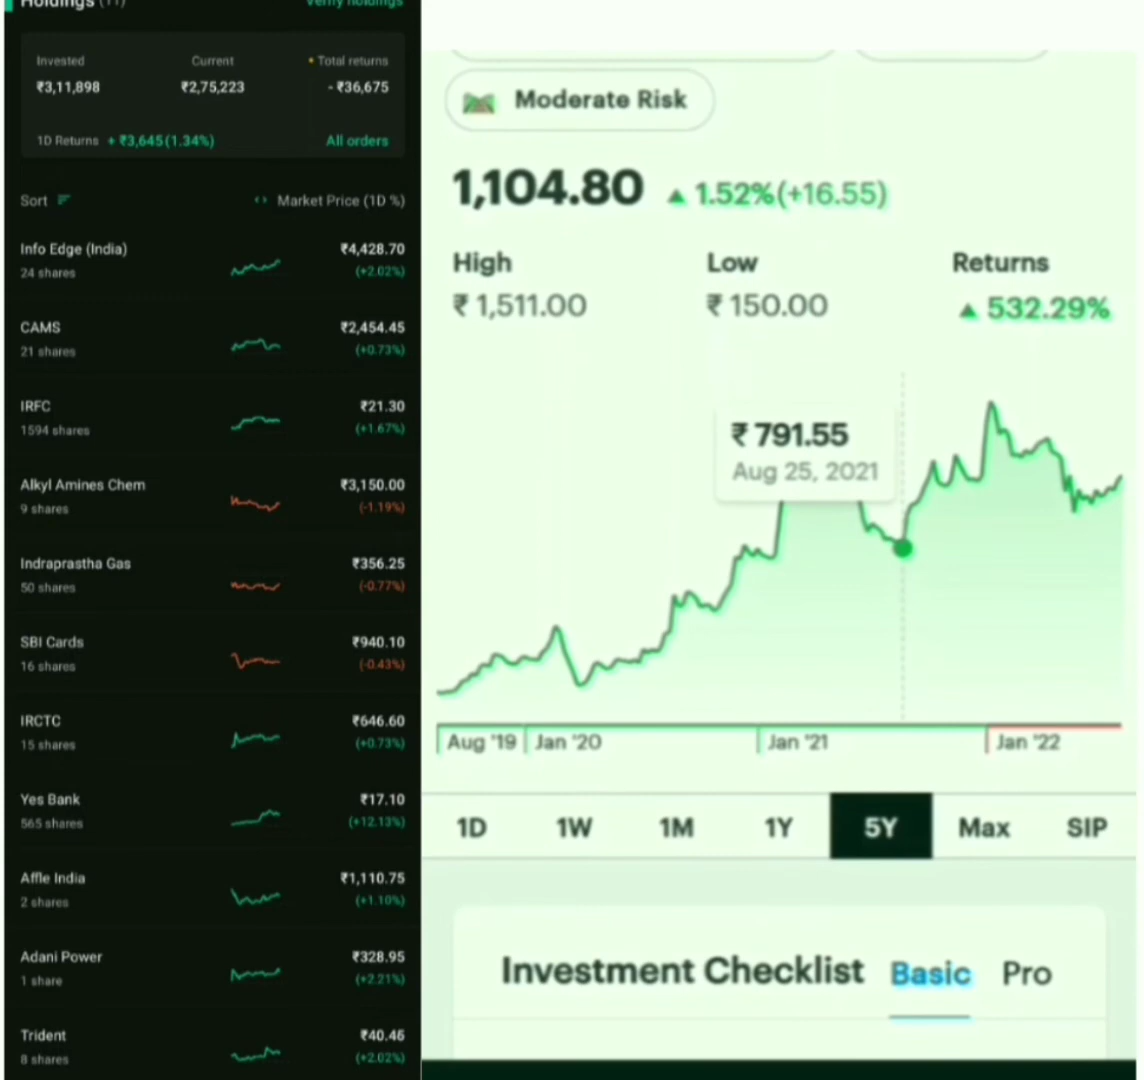 Holdings (11) Verify holdings
Invested Current • Total returns
₹3,11,898 ₹2,75,223 - ₹36,675
1D Returns + ₹3,645(1.34%) All orders
Sort Market Price (1D %)
Info Edge (India) ₹4,428.70
24 shares (+2.02%)
CAMS ₹2,454.45
21 shares (+0.73%)
IRFC ₹21.30
1594 shares (+1.67%)
Alkyl Amines Chem ₹3,150.00
9 shares (-1.19%)
Indraprastha Gas ₹356.25
50 shares (-0.77%)
SBI Cards ₹940.10
16 shares (-0.43%)
IRCTC ₹646.60
15 shares (+0.73%)
Yes Bank ₹17.10
565 shares (+12.13%)
Affle India ₹1,110.75
2 shares (+1.10%)
Adani Power ₹328.95
1 share (+2.21%)
Trident ₹40.45
8 shares (+2.02%)
Moderate Risk
1,104.80 ▲ 1.52%(+16.55)
High Low Returns
₹ 1,511.00 ₹ 150.00 ▲ 532.29%
₹ 791.55
Aug 25, 2021
Aug '19 Jan '20 Jan '21 Jan '22
1D 1W 1M 1Y 5Y Max SIP
Investment Checklist Basic Pro